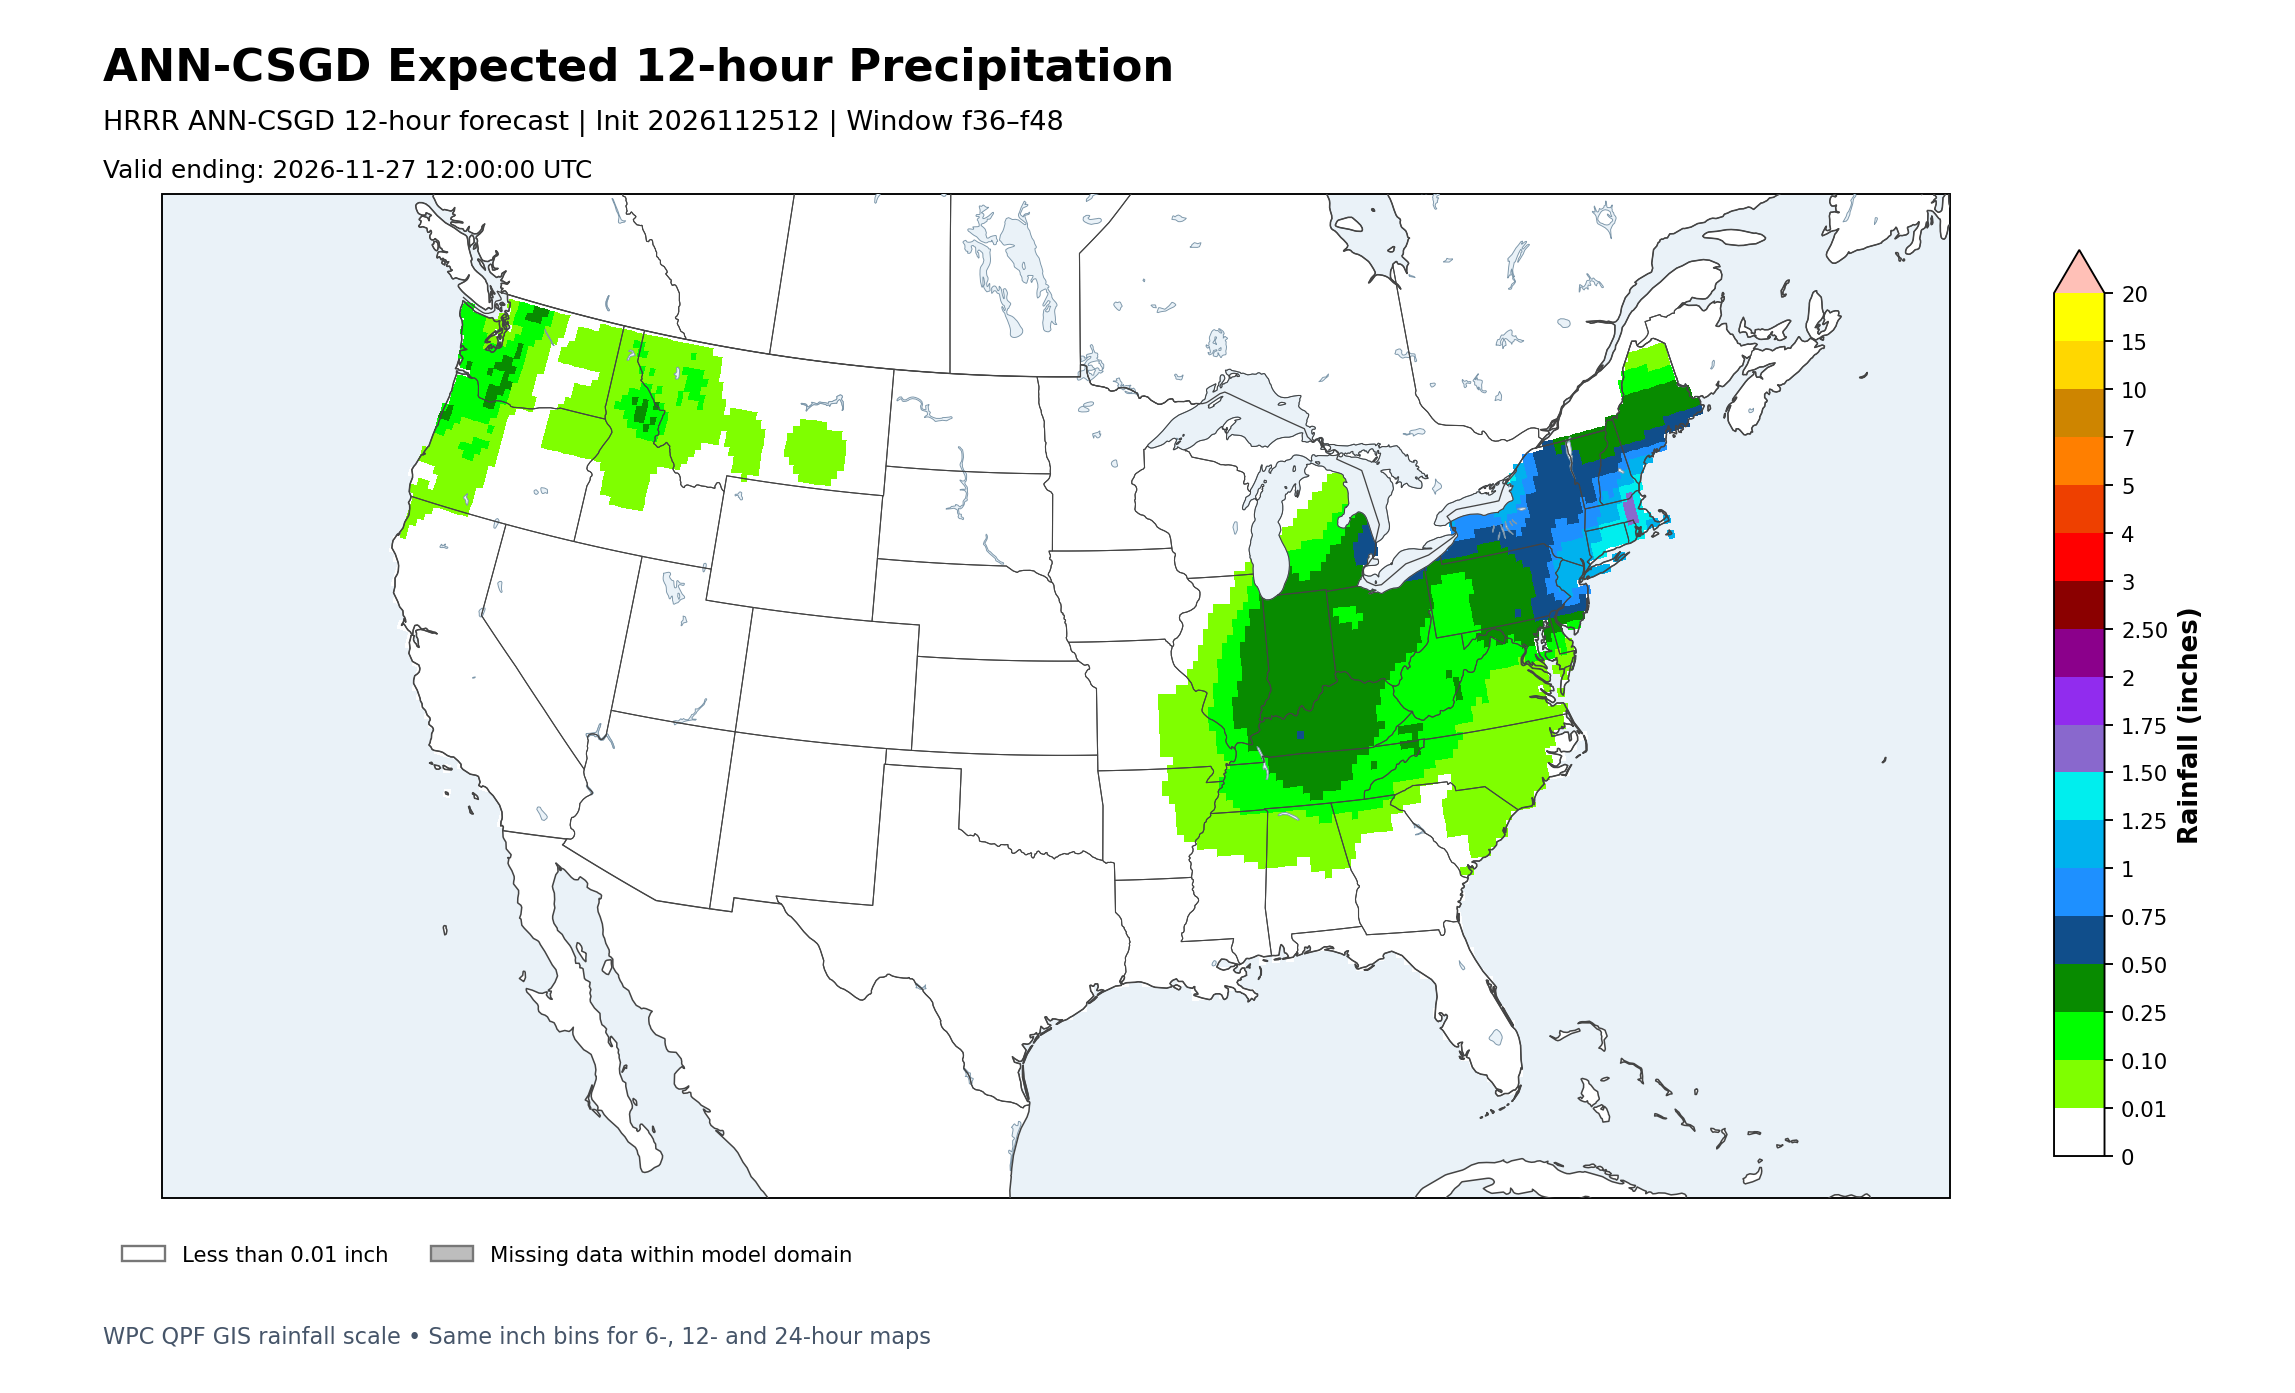 ANN-CSGD Expected 12-hour Precipitation
HRRR ANN-CSGD 12-hour forecast | Init 2026112512 | Window f36–f48
Valid ending: 2026-11-27 12:00:00 UTC
20
15
10
7
5
4
3
2.50
2
1.75
1.50
1.25
1
0.75
0.50
0.25
0.10
0.01
0
Rainfall (inches)
Less than 0.01 inch
Missing data within model domain
WPC QPF GIS rainfall scale • Same inch bins for 6-, 12- and 24-hour maps